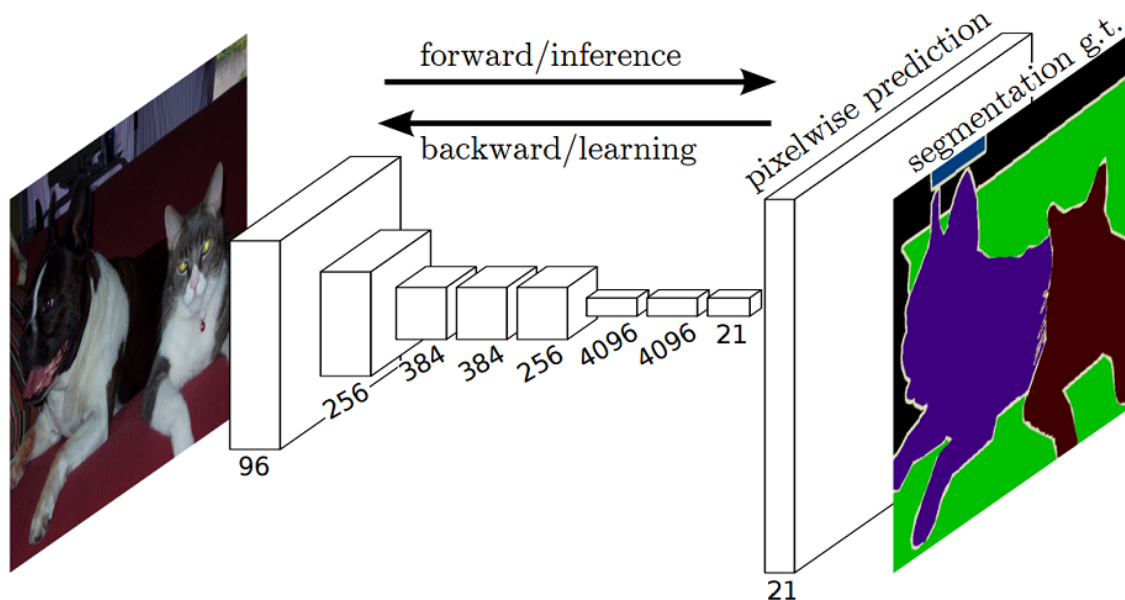 forward/inference
backward/learning
pixelwise prediction
segmentation g.t.
96
256
384
384
256
4096
4096
21
21